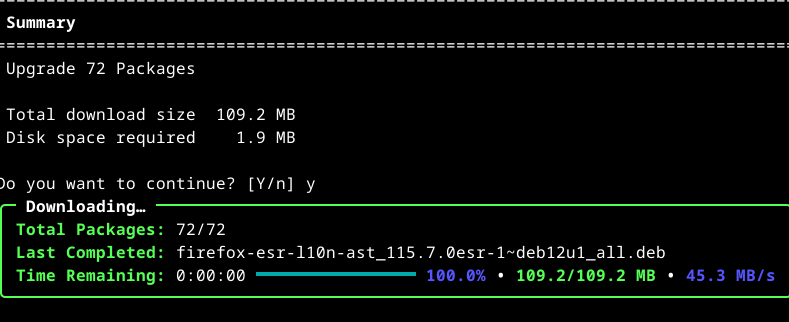 Summary
Upgrade 72 Packages
Total download size 109.2 MB
Disk space required 1.9 MB
Do you want to continue? [Y/n] y
Downloading…
Total Packages: 72/72
Last Completed: firefox-esr-l10n-ast_115.7.0esr-1~deb12u1_all.deb
Time Remaining: 0:00:00 100.0% • 109.2/109.2 MB • 45.3 MB/s